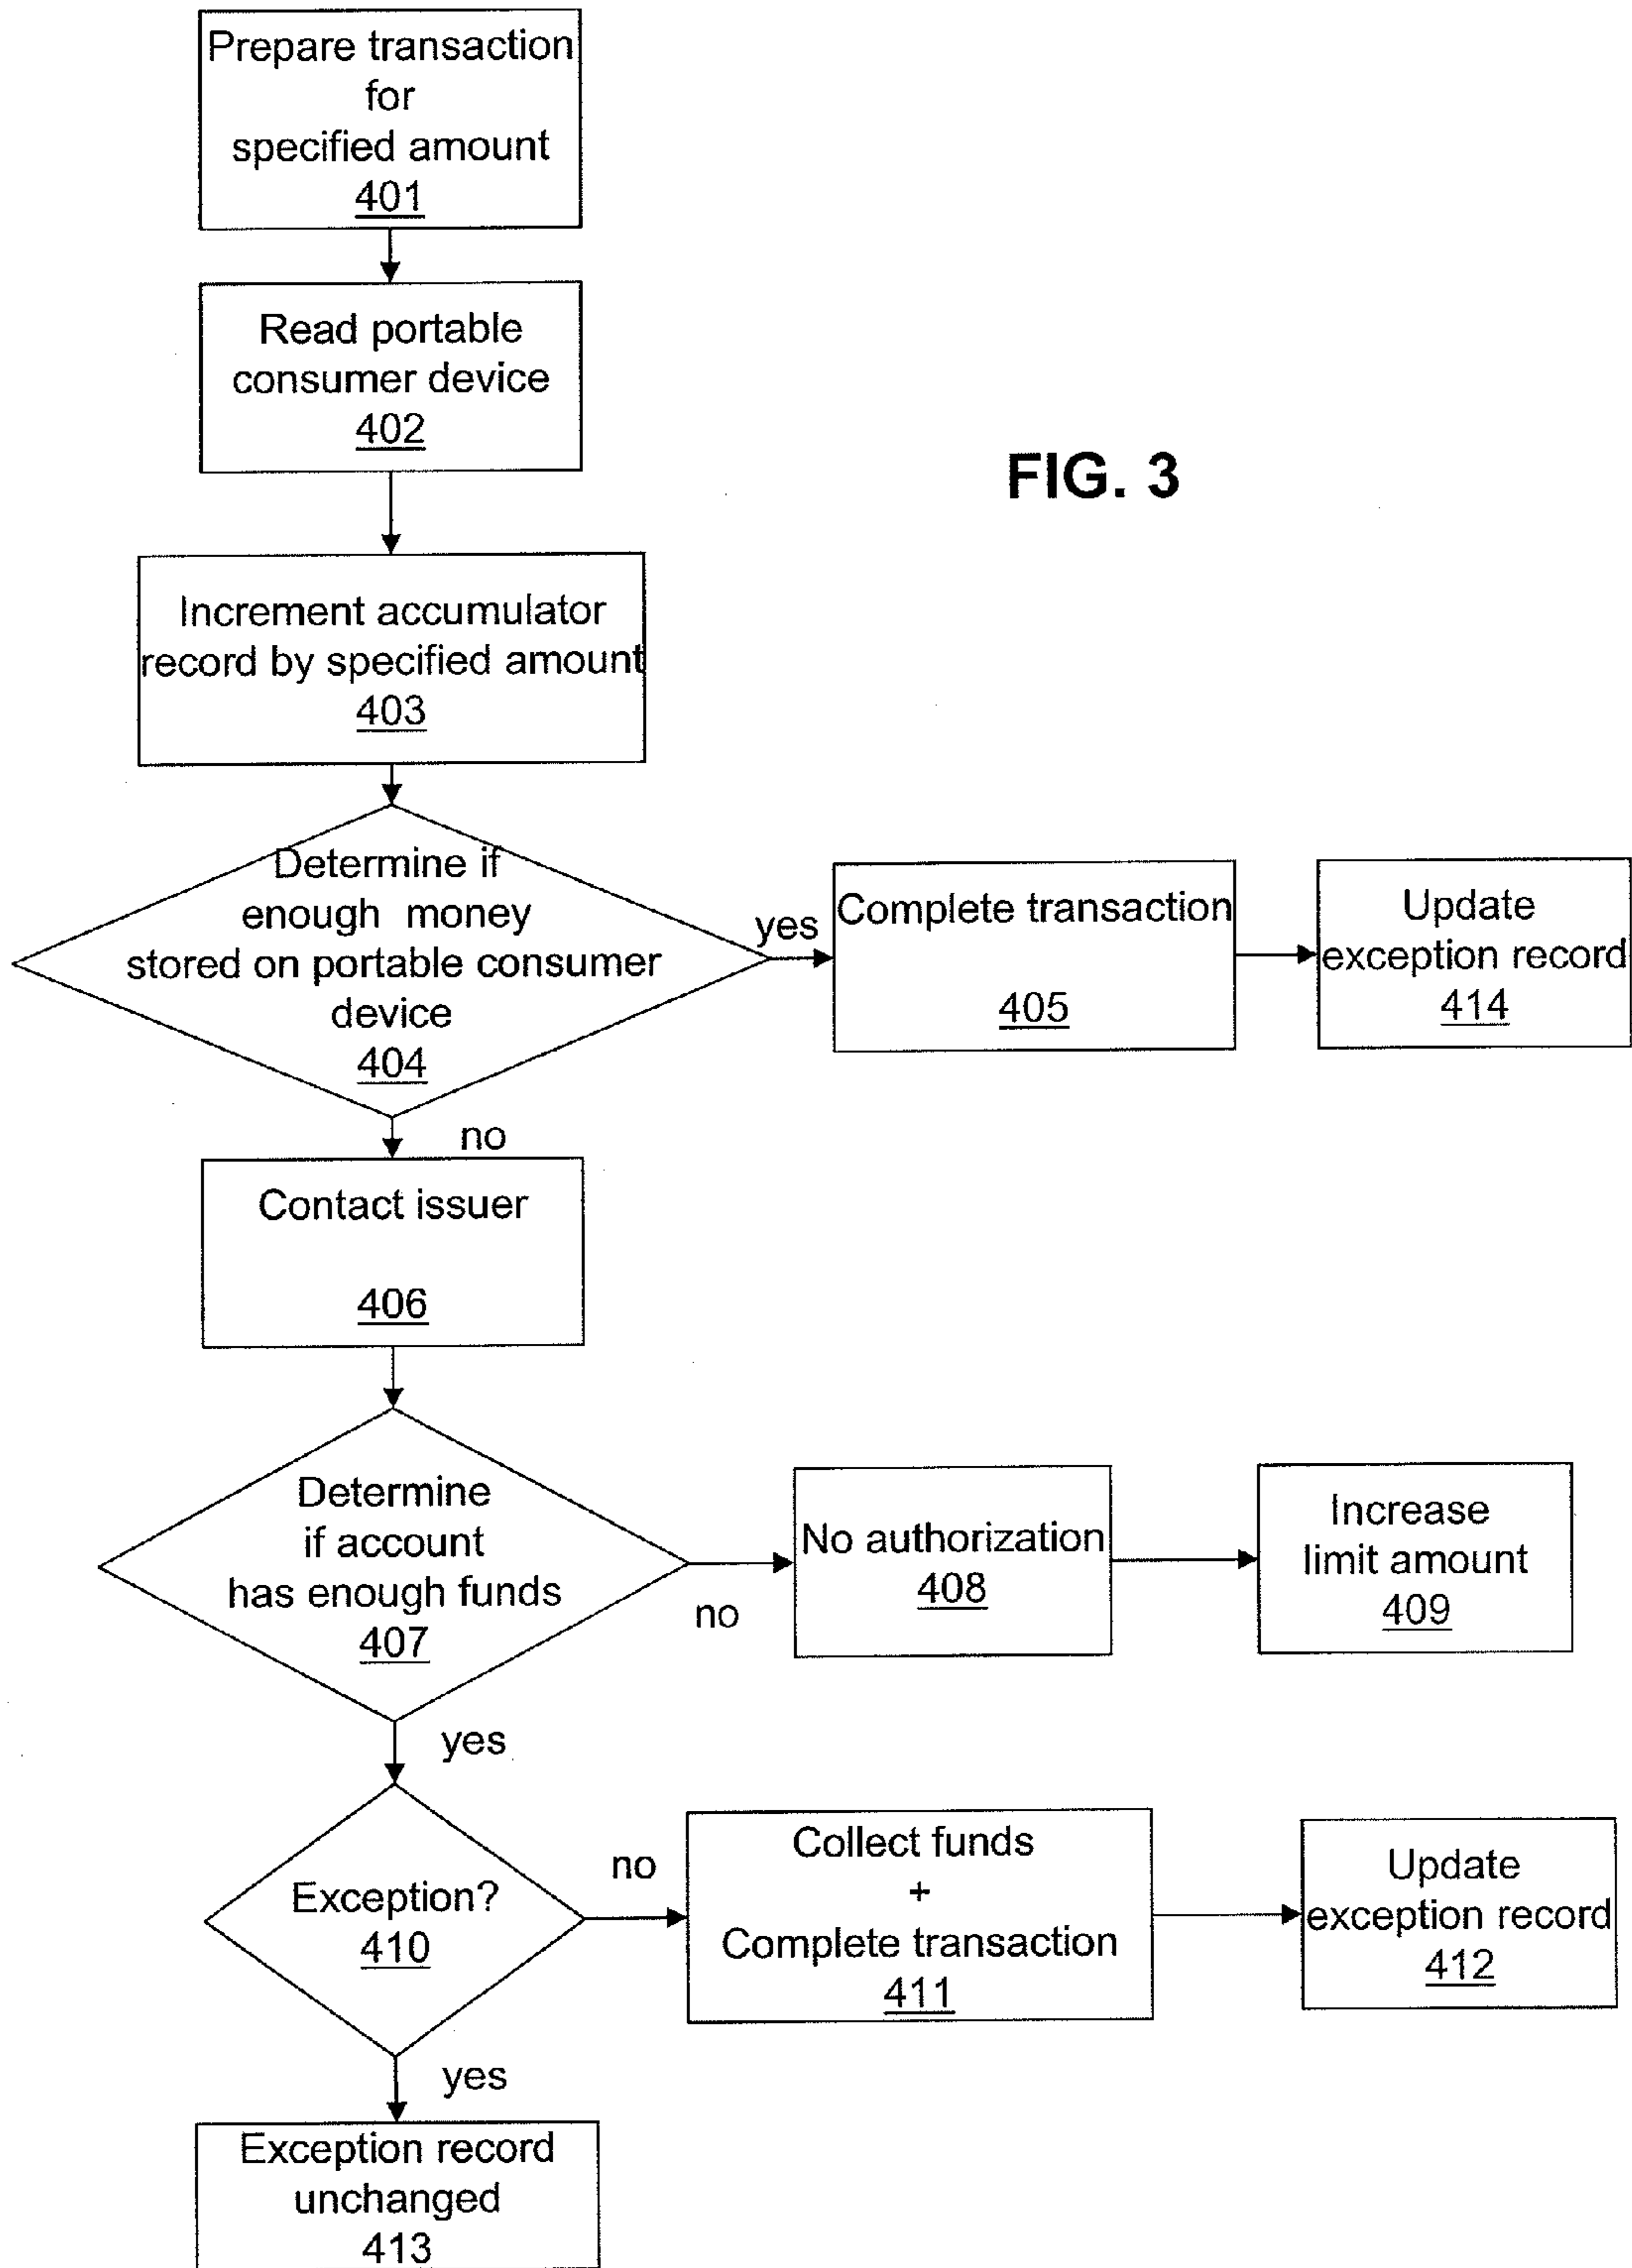 Prepare transaction
for
specified amount
401
Read portable
consumer device
402
FIG. 3
Increment accumulator
record by specified amount
403
Determine if
enough money
stored on portable consumer
device
404
yes
Complete transaction
405
Update
exception record
414
no
Contact issuer
406
Determine
if account
has enough funds
407
no
No authorization
408
Increase
limit amount
409
yes
Exception?
410
no
Collect funds
+
Complete transaction
411
Update
exception record
412
yes
Exception record
unchanged
413